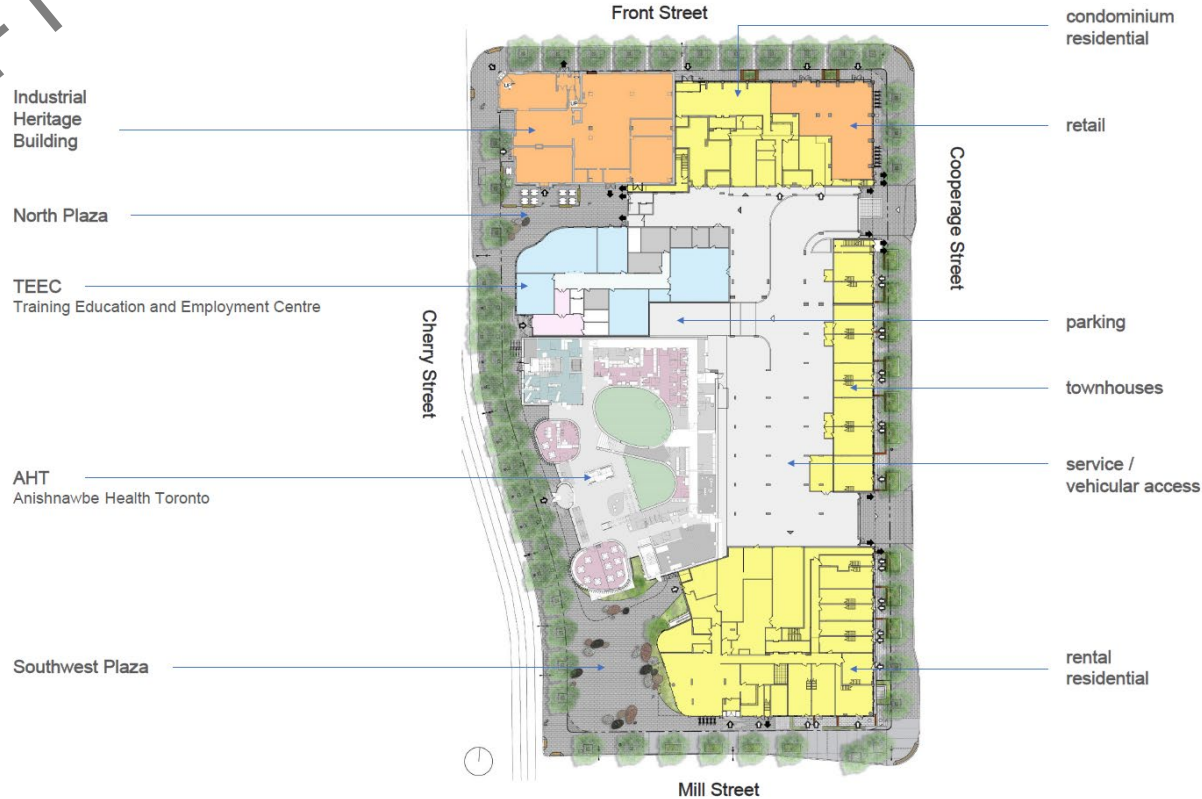 Front Street
condominium
residential
Industrial
Heritage
Building
retail
Cooperage Street
North Plaza
TEEC
Training Education and Employment Centre
Cherry Street
parking
townhouses
AHT
Anishnawbe Health Toronto
service /
vehicular access
Southwest Plaza
rental
residential
Mill Street